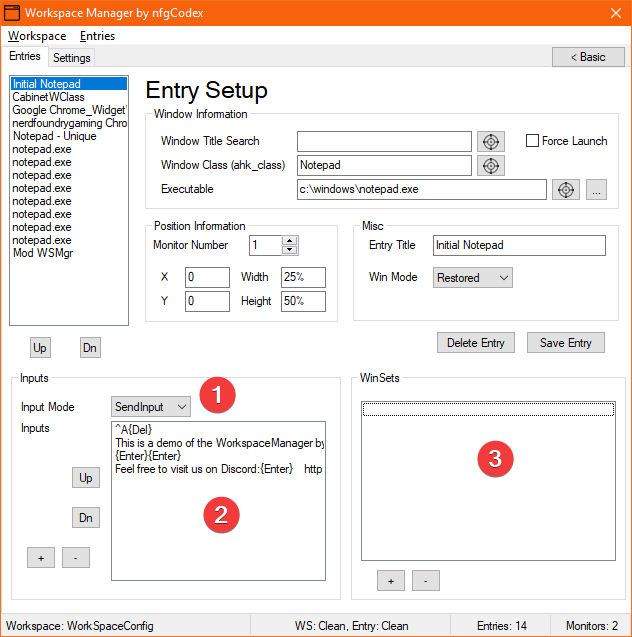 Workspace Manager by nfgCodex
Workspace Entries
Entries Settings < Basic
Initial Notepad
CabinetWClass
Google Chrome_Widget
nerdfoundrygaming Chro
Notepad - Unique
notepad.exe
notepad.exe
notepad.exe
notepad.exe
notepad.exe
notepad.exe
notepad.exe
notepad.exe
Mod WSMgr
Up Dn
Entry Setup
Window Information
Window Title Search Force Launch
Window Class (ahk_class) Notepad
Executable c:\windows\notepad.exe ...
Position Information
Monitor Number 1
X 0 Width 25%
Y 0 Height 50%
Misc
Entry Title Initial Notepad
Win Mode Restored
Delete Entry Save Entry
Inputs
Input Mode SendInput 1
Inputs
^A{Del}
This is a demo of the WorkspaceManager by
{Enter}{Enter}
Feel free to visit us on Discord:{Enter} http
2
Up
Dn
+ -
WinSets
3
+ -
Workspace: WorkSpaceConfig WS: Clean, Entry: Clean Entries: 14 Monitors: 2